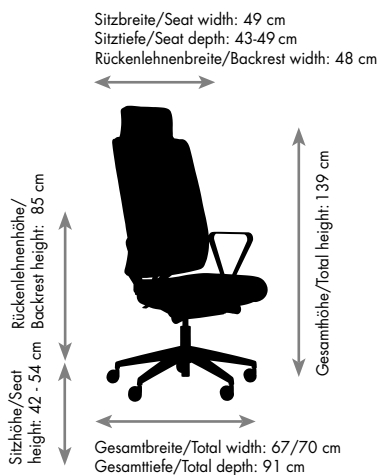 Sitzbreite/Seat width: 49 cm
Sitztiefe/Seat depth: 43-49 cm
Rückenlehnenbreite/Backrest width: 48 cm
Rückenlehnenhöhe/
Backrest height: 85 cm
Gesamthöhe/Total height: 139 cm
Sitzhöhe/Seat
height: 42 - 54 cm
Gesamtbreite/Total width: 67/70 cm
Gesamttiefe/Total depth: 91 cm